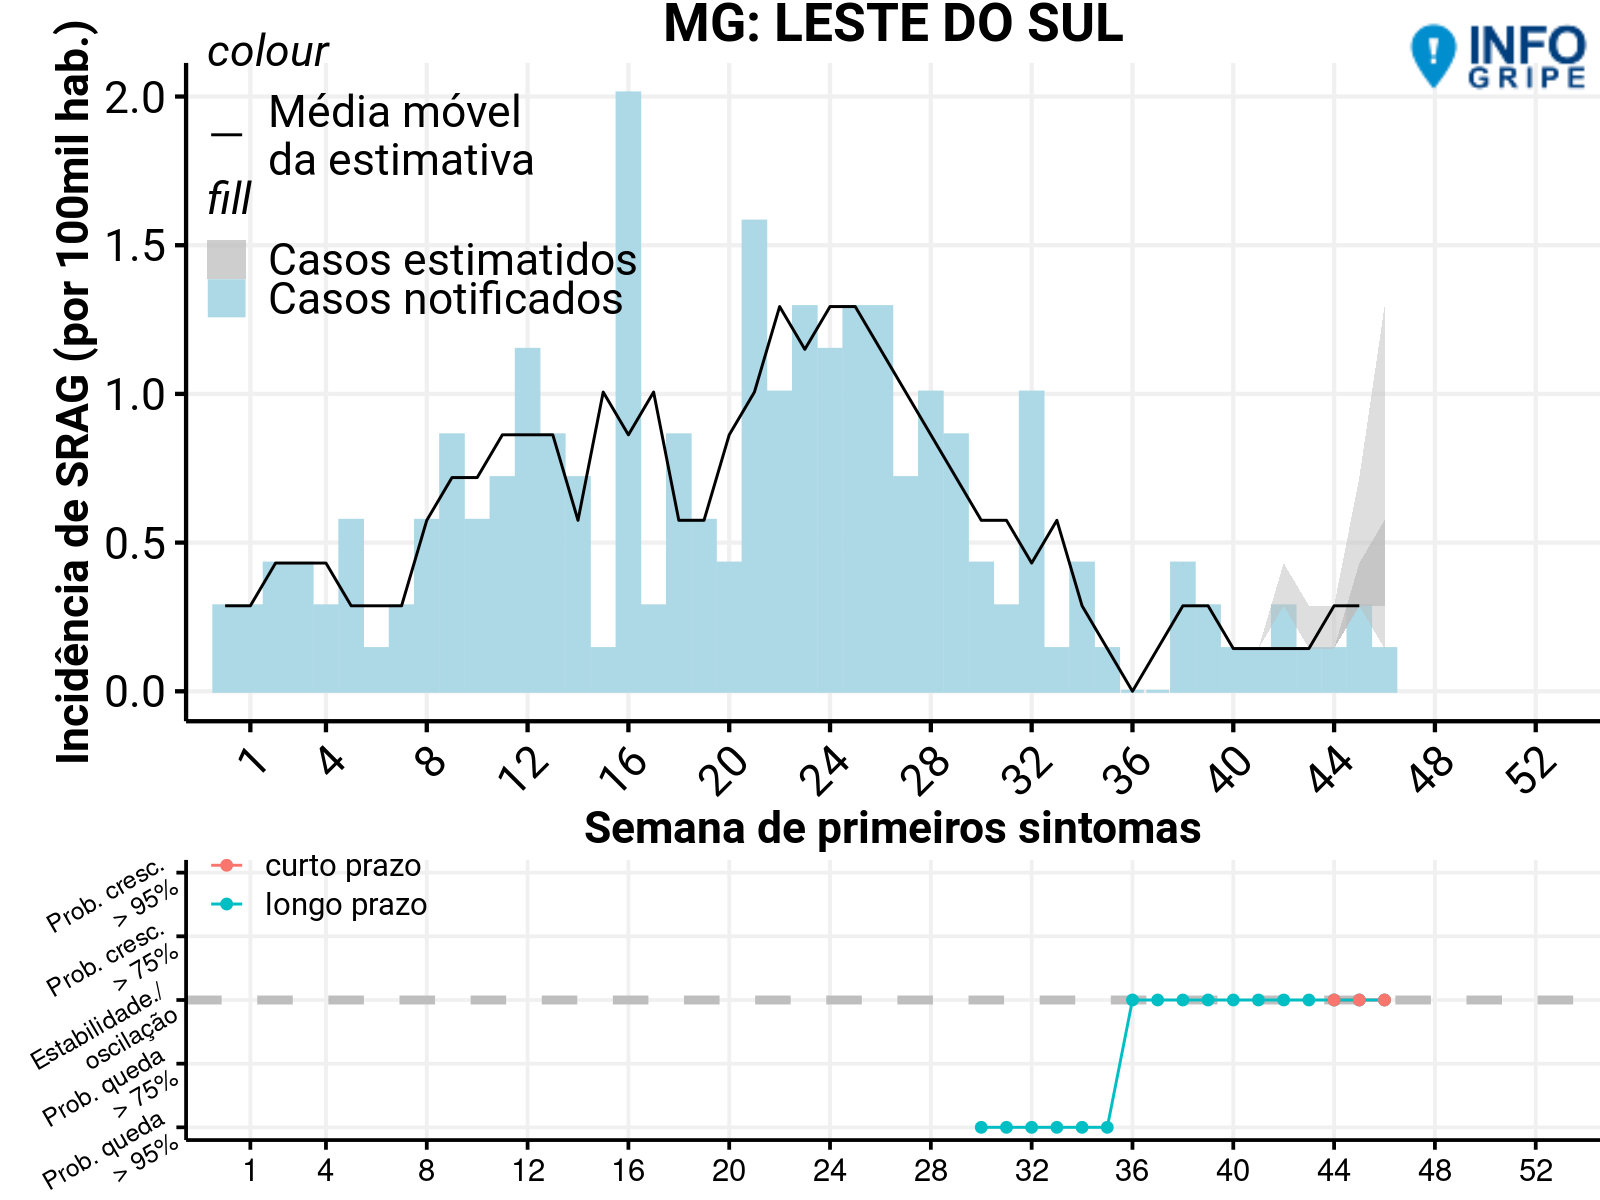 MG: LESTE DO SUL
INFO
GRIPE
Incidência de SRAG (por 100mil hab.)
colour
Média móvel
da estimativa
fill
Casos estimatidos
Casos notificados
2.0
1.5
1.0
0.5
0.0
1 4 8 12 16 20 24 28 32 36 40 44 48 52
Semana de primeiros sintomas
curto prazo
longo prazo
Prob. cresc.
> 95%
Prob. cresc.
> 75%
Estabilidade./
oscilação
Prob. queda
> 75%
Prob. queda
> 95%
1 4 8 12 16 20 24 28 32 36 40 44 48 52